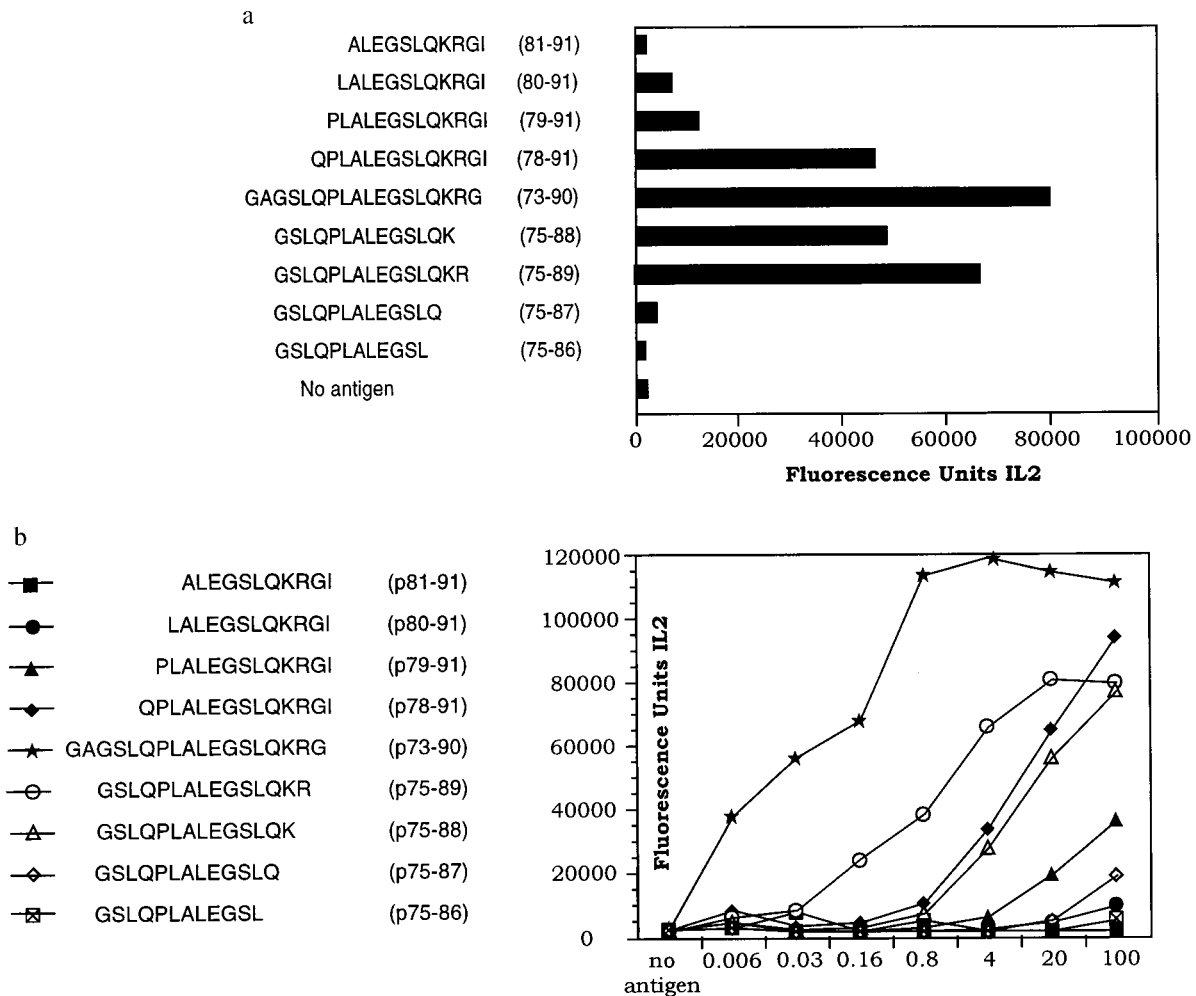 a
ALEGSLQKRGI (81-91)
LALEGSLQKRGI (80-91)
PLALEGSLQKRGI (79-91)
QPLALEGSLQKRGI (78-91)
GAGSLQPLALEGSLQKRG (73-90)
GSLQPLALEGSLQK (75-88)
GSLQPLALEGSLQKR (75-89)
GSLQPLALEGSLQ (75-87)
GSLQPLALEGSL (75-86)
No antigen
0 20000 40000 60000 80000 100000
Fluorescence Units IL2
b
ALEGSLQKRGI (p81-91)
LALEGSLQKRGI (p80-91)
PLALEGSLQKRGI (p79-91)
QPLALEGSLQKRGI (p78-91)
GAGSLQPLALEGSLQKRG (p73-90)
GSLQPLALEGSLQKR (p75-89)
GSLQPLALEGSLQK (p75-88)
GSLQPLALEGSLQ (p75-87)
GSLQPLALEGSL (p75-86)
120000
100000
80000
60000
40000
20000
0
Fluorescence Units IL2
no 0.006 0.03 0.16 0.8 4 20 100
antigen